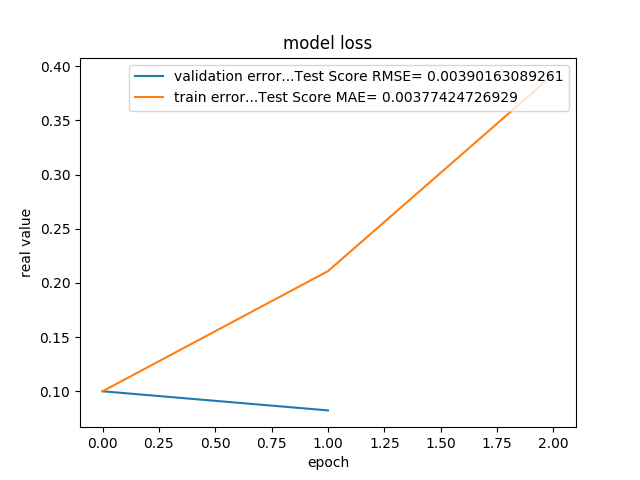 model loss
validation error...Test Score RMSE= 0.00390163089261
train error...Test Score MAE= 0.00377424726929
0.40
0.35
0.30
0.25
0.20
0.15
0.10
real value
0.00 0.25 0.50 0.75 1.00 1.25 1.50 1.75 2.00
epoch